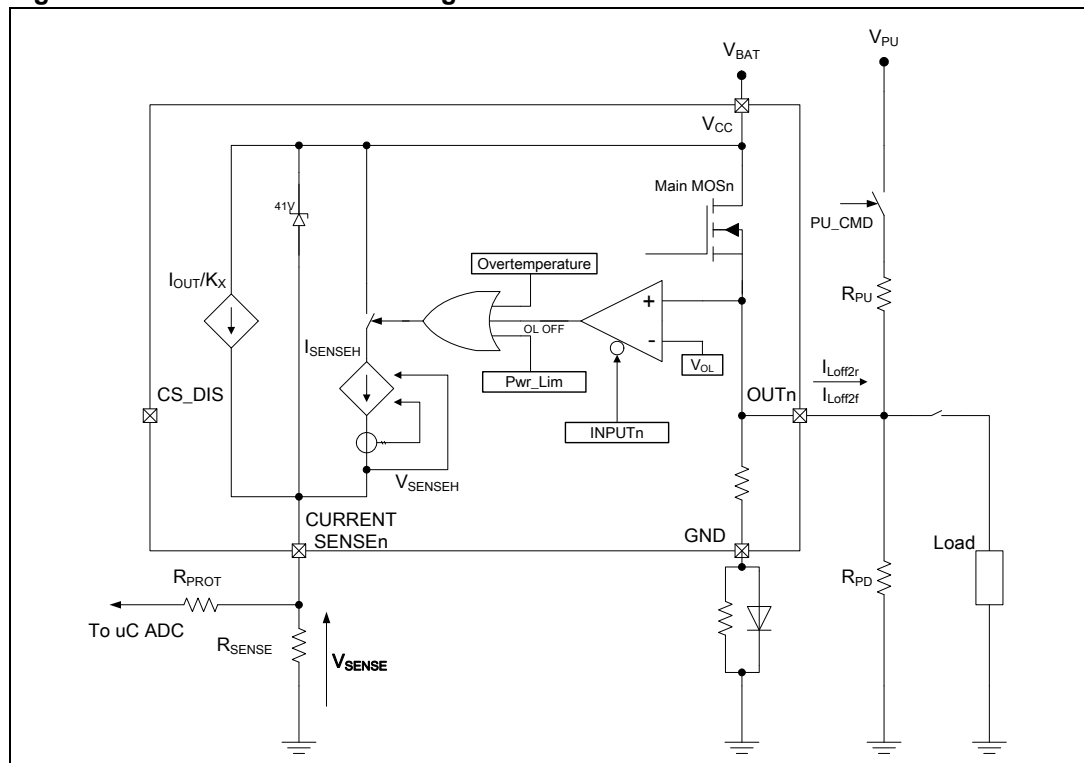 V_BAT
V_PU
V_CC
Main MOSn
41V
PU_CMD
Overtemperature
I_OUT/K_X
R_PU
+
OL OFF
-
I_SENSEH
V_OL
Pwr_Lim
I_Loff2r
CS_DIS
OUTn
I_Loff2f
INPUTn
V_SENSEH
CURRENT
SENSEn
GND
Load
R_PROT
R_PD
To uC ADC
R_SENSE
V_SENSE